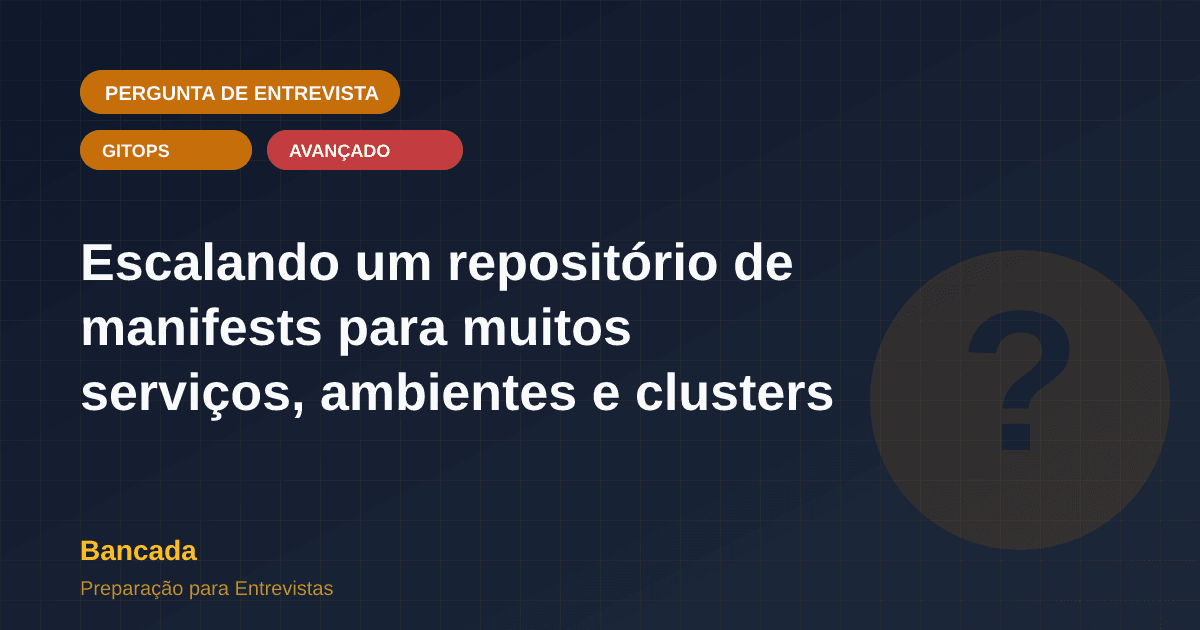 PERGUNTA DE ENTREVISTA
GITOPS
AVANÇADO
Escalando um repositório de
manifests para muitos
serviços, ambientes e clusters
?
Bancada
Preparação para Entrevistas